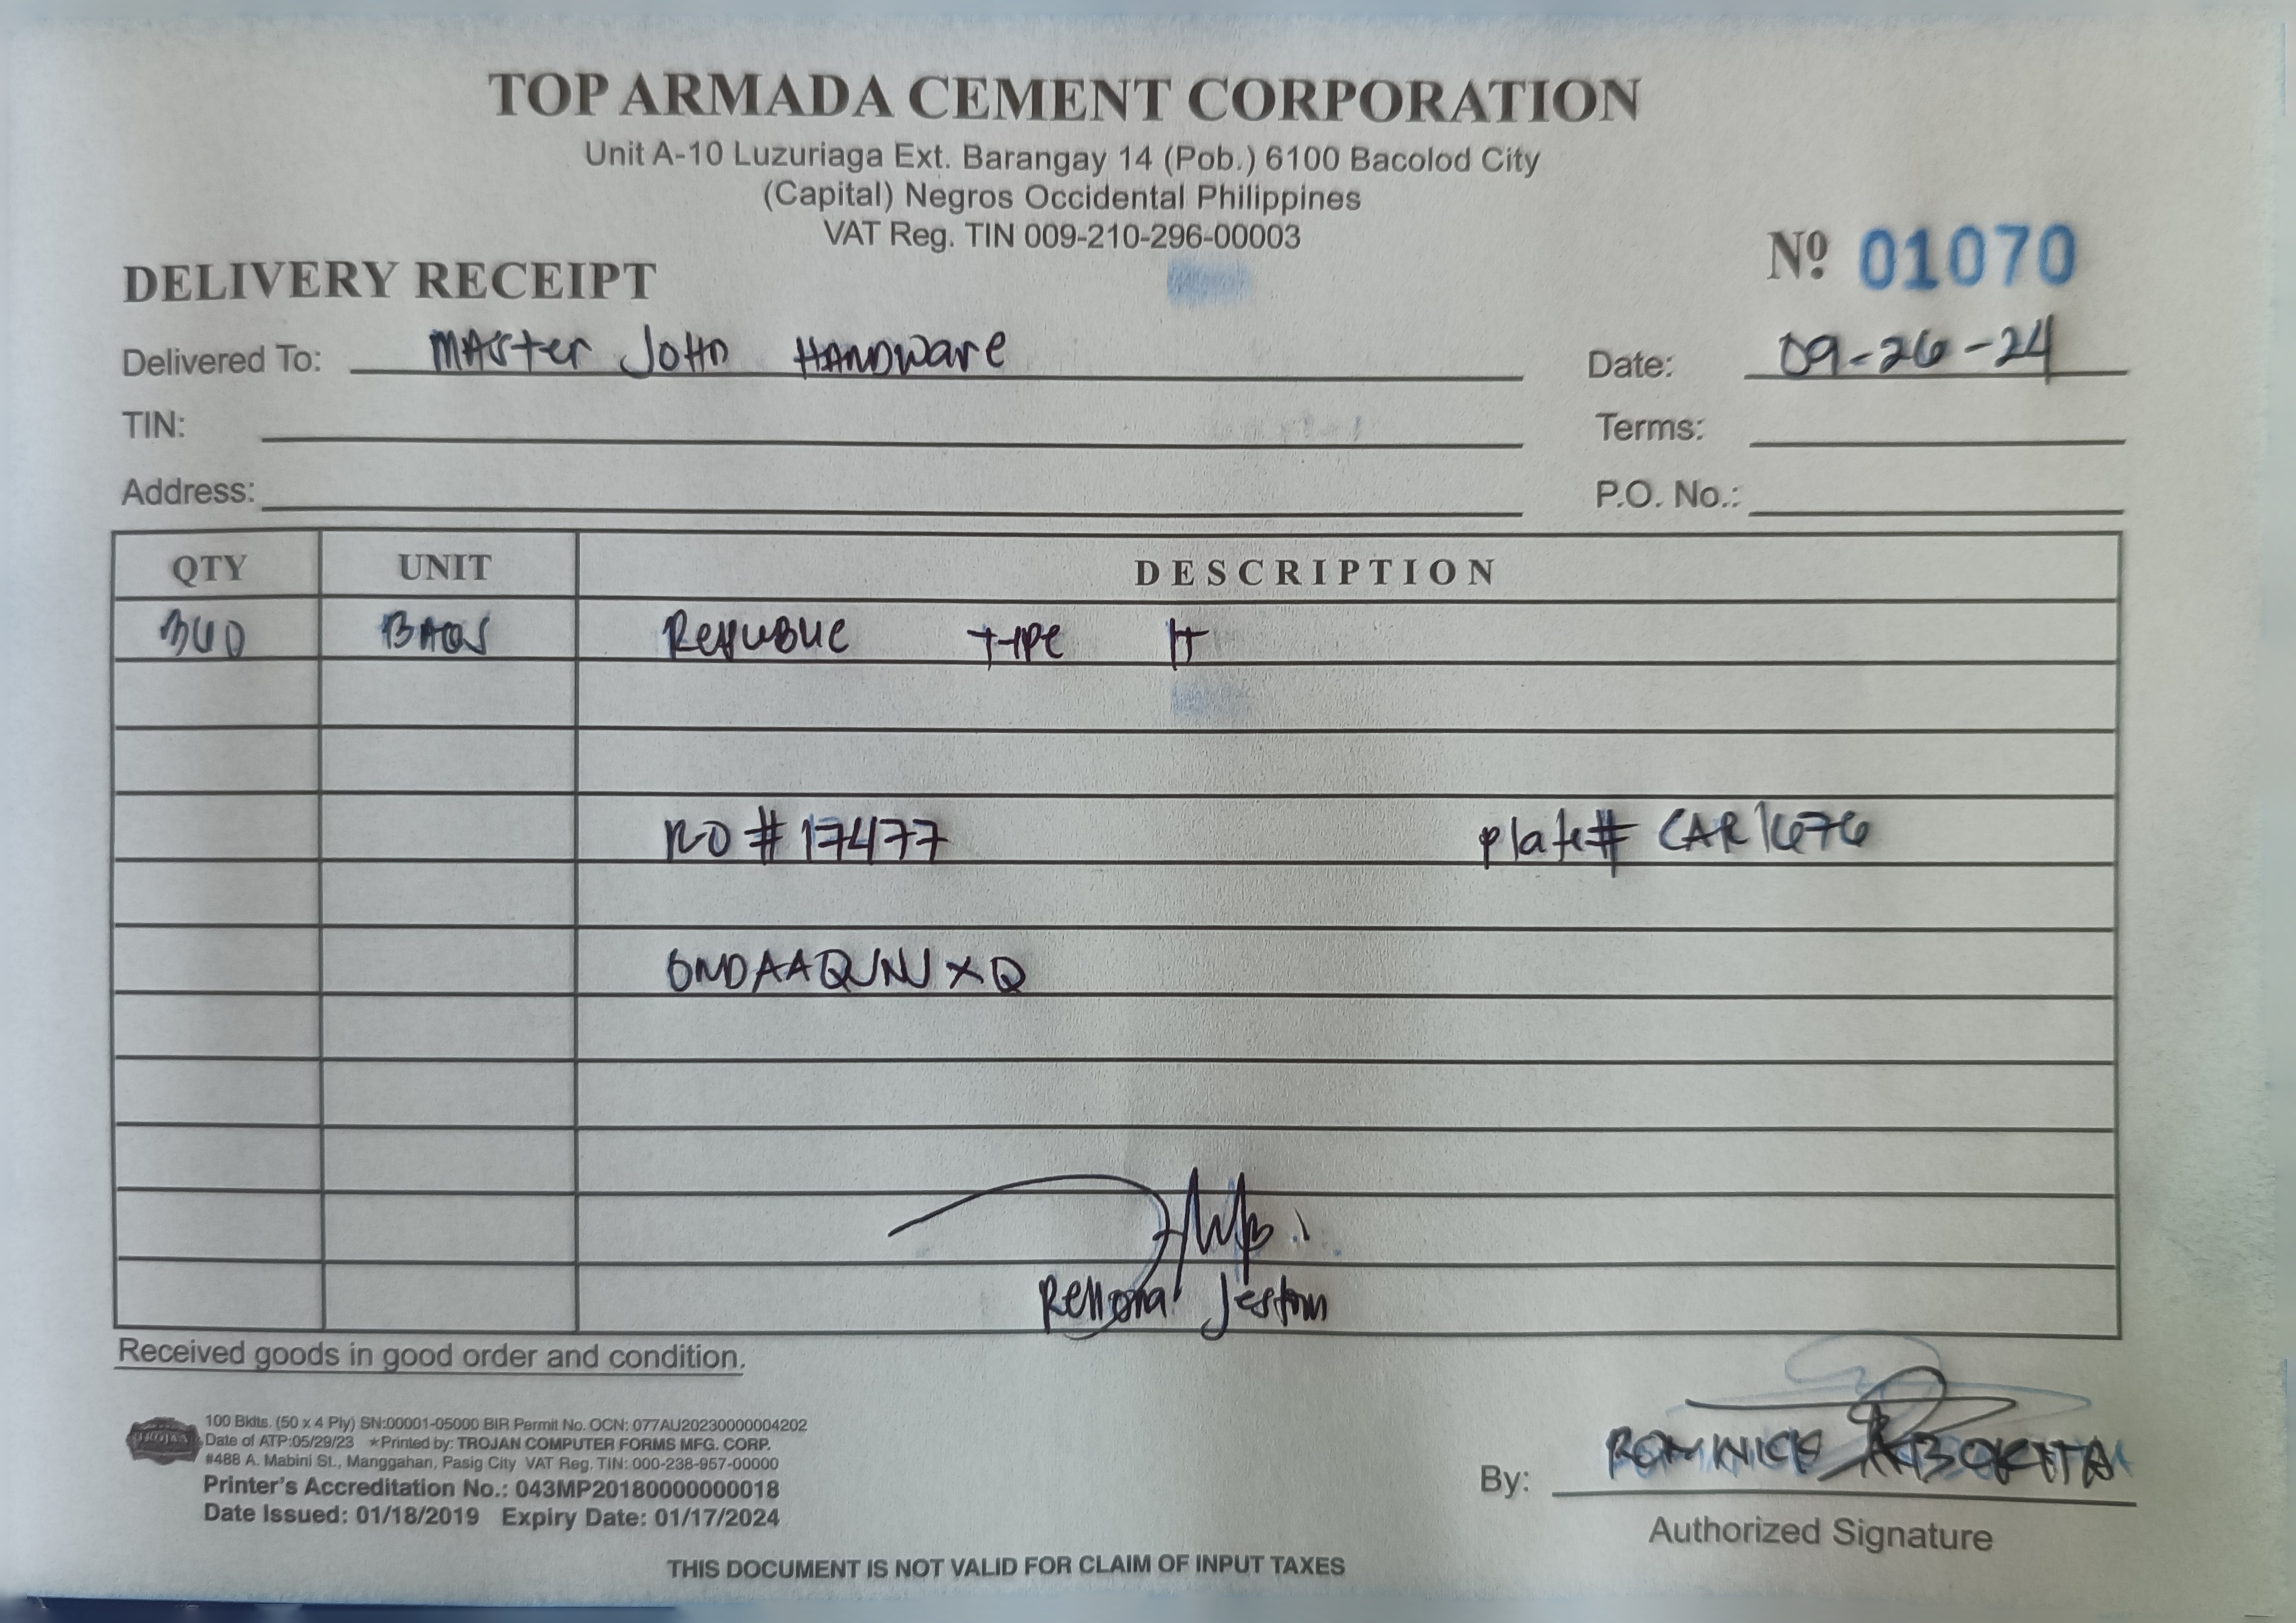 TOP ARMADA CEMENT CORPORATION
Unit A-10 Luzuriaga Ext. Barangay 14 (Pob.) 6100 Bacolod City
(Capital) Negros Occidental Philippines
VAT Reg. TIN 009-210-296-00003
DELIVERY RECEIPT Nº 01070
Delivered To: MASter JOHN HARDware Date: 09-26-24
TIN: Terms:
Address: P.O. No.:
QTY UNIT DESCRIPTION
BAGS RePUBLIC TYPE
# 17477 plate# CAR 1676
Received goods in good order and condition.
100 Bklts. (50 x 4 Ply) SN:00001-05000 BIR Permit No. OCN: 077AU20230000004202
Date of ATP:05/29/23 ★Printed by: TROJAN COMPUTER FORMS MFG. CORP.
#488 A. Mabini St., Manggahan, Pasig City VAT Reg. TIN: 000-238-957-00000
Printer's Accreditation No.: 043MP20180000000018
Date Issued: 01/18/2019 Expiry Date: 01/17/2024
TROJAN
By:
Authorized Signature
THIS DOCUMENT IS NOT VALID FOR CLAIM OF INPUT TAXES